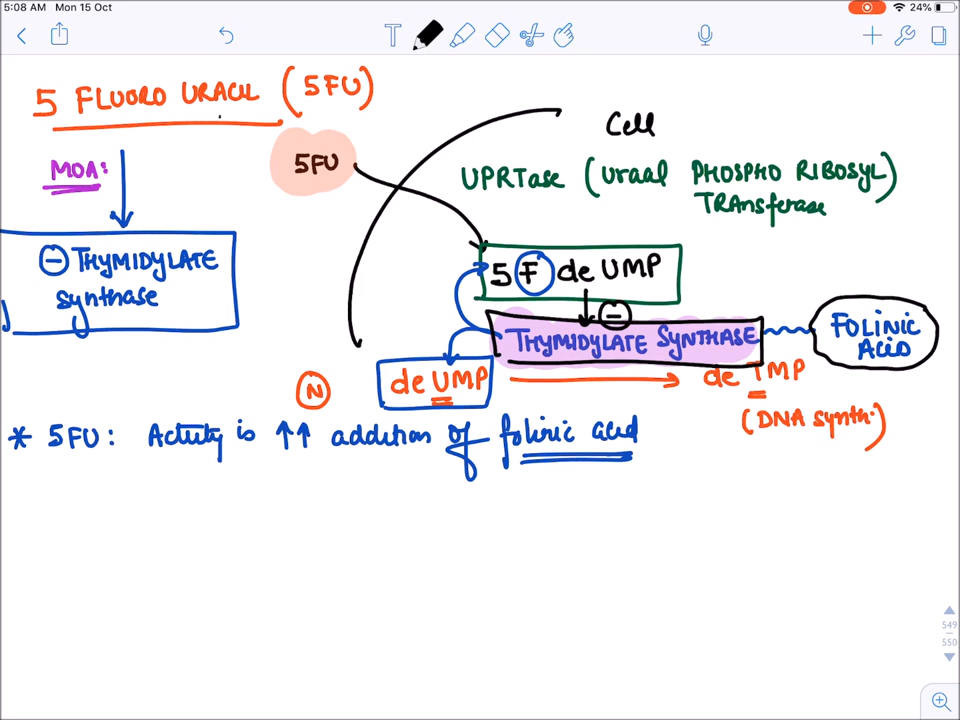 5:08 AM Mon 15 Oct
24%
5 FLUORO URACIL (5FU)
MOA:
⊖ THYMIDYLATE
synthase
5FU
Cell
UPRTase (Uracil PHOSPHO RIBOSYL)
TRAnsferase
5 F de UMP
⊖
THYMIDYLATE SYNTHASE
FOLINIC
ACID
de UMP → de TMP
(DNA synth.)
N
* 5FU: Activity is ↑↑ addition of folinic acid
549
550